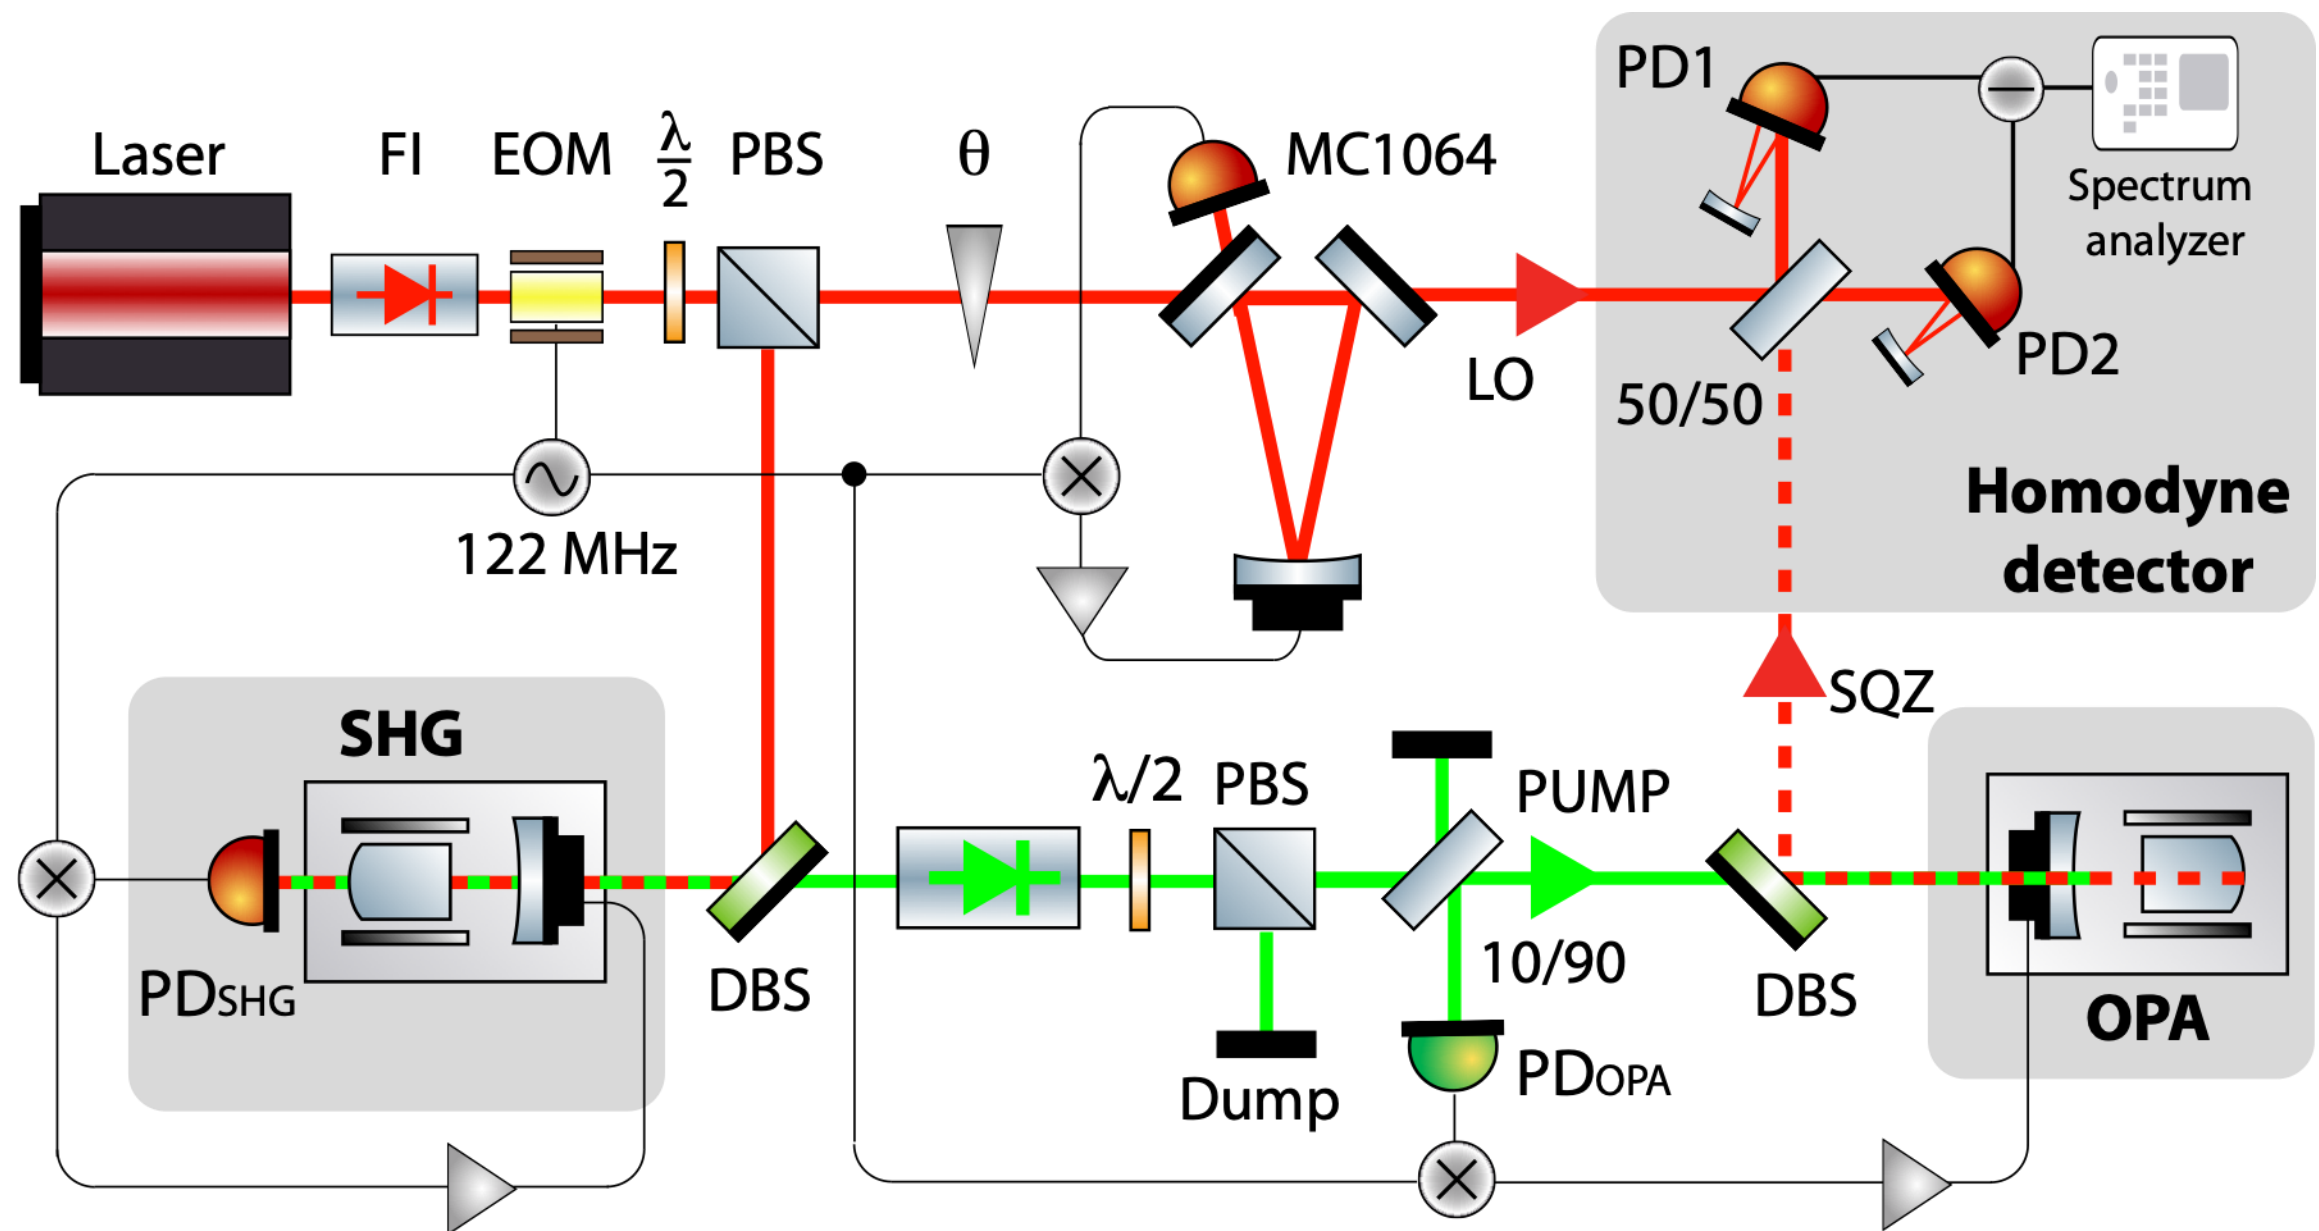 Laser
FI
EOM
λ
2
PBS
θ
MC1064
PD1
Spectrum
analyzer
PD2
LO
50/50
Homodyne
detector
122 MHz
SQZ
SHG
PDSHG
DBS
λ/2
PBS
PUMP
10/90
Dump
PDOPA
DBS
OPA